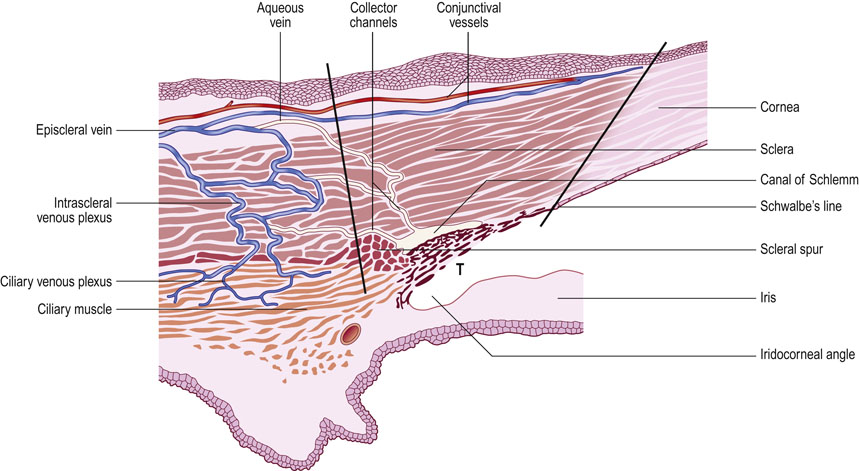 Aqueous
vein
Collector
channels
Conjunctival
vessels
Episcleral vein
Intrascleral
venous plexus
Ciliary venous plexus
Ciliary muscle
Cornea
Sclera
Canal of Schlemm
Schwalbe's line
Scleral spur
T
Iris
Iridocorneal angle